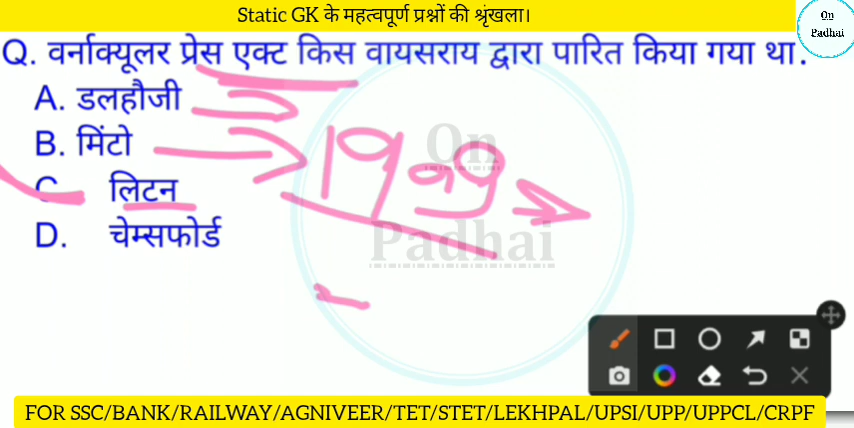 Static GK के महत्वपूर्ण प्रश्नों की श्रृंखला।
On
Padhai
Q. वर्नाक्यूलर प्रेस एक्ट किस वायसराय द्वारा पारित किया गया था.
A. डलहौजी
B. मिंटो
C लिटन
D. चेम्सफोर्ड
1909
On
Padhai
FOR SSC/BANK/RAILWAY/AGNIVEER/TET/STET/LEKHPAL/UPSI/UPP/UPPCL/CRPF